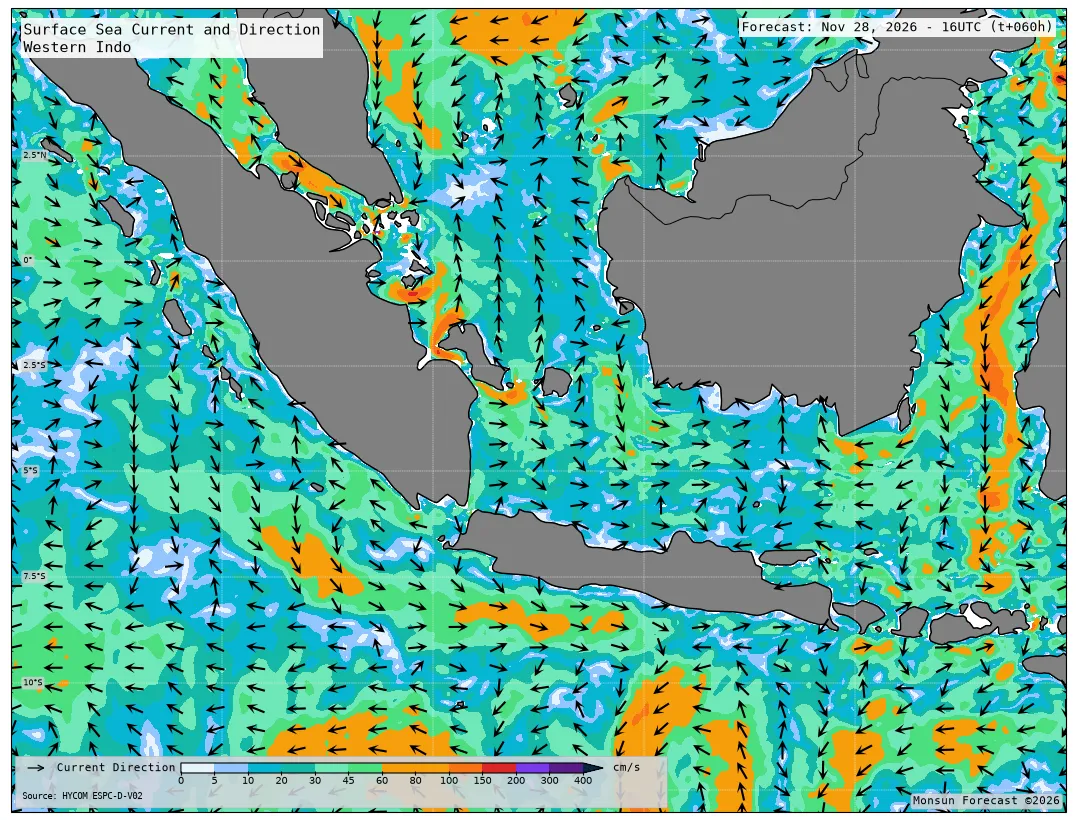 Surface Sea Current and Direction
Western Indo
Forecast: Nov 28, 2026 - 16UTC (t+060h)
2.5°N
0°
2.5°S
5°S
7.5°S
10°S
Current Direction
0 5 10 20 30 45 60 80 100 150 200 300 400
cm/s
Source: HYCOM ESPC-D-V02
Monsun Forecast ©2026